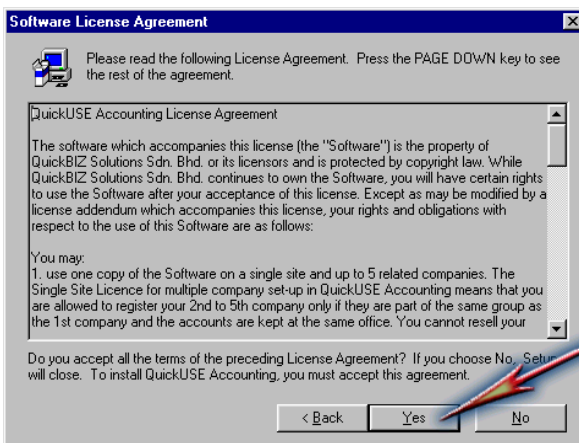 Software License Agreement
Please read the following License Agreement. Press the PAGE DOWN key to see
the rest of the agreement.
QuickUSE Accounting License Agreement
The software which accompanies this license (the "Software") is the property of
QuickBIZ Solutions Sdn. Bhd. or its licensors and is protected by copyright law. While
QuickBIZ Solutions Sdn. Bhd. continues to own the Software, you will have certain rights
to use the Software after your acceptance of this license. Except as may be modified by a
license addendum which accompanies this license, your rights and obligations with
respect to the use of this Software are as follows:
You may:
1. use one copy of the Software on a single site and up to 5 related companies. The
Single Site Licence for multiple company set-up in QuickUSE Accounting means that you
are allowed to register your 2nd to 5th company only if they are part of the same group as
the 1st company and the accounts are kept at the same office. You cannot resell your
Do you accept all the terms of the preceding License Agreement? If you choose No, Setup
will close. To install QuickUSE Accounting, you must accept this agreement.
< Back Yes No